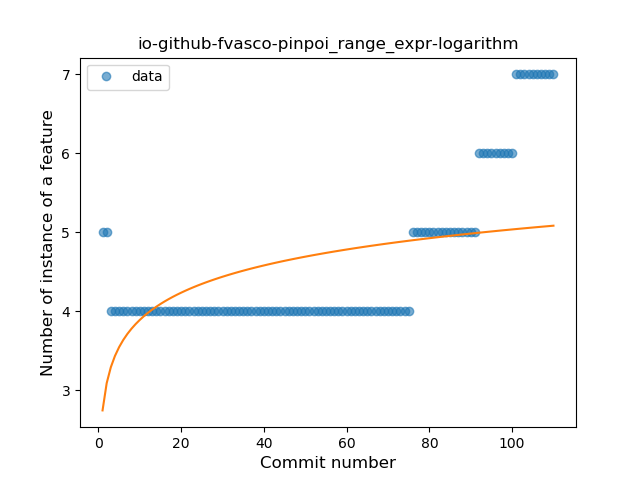 io-github-fvasco-pinpoi_range_expr-logarithm
data
Number of instance of a feature
7
6
5
4
3
0 20 40 60 80 100
Commit number